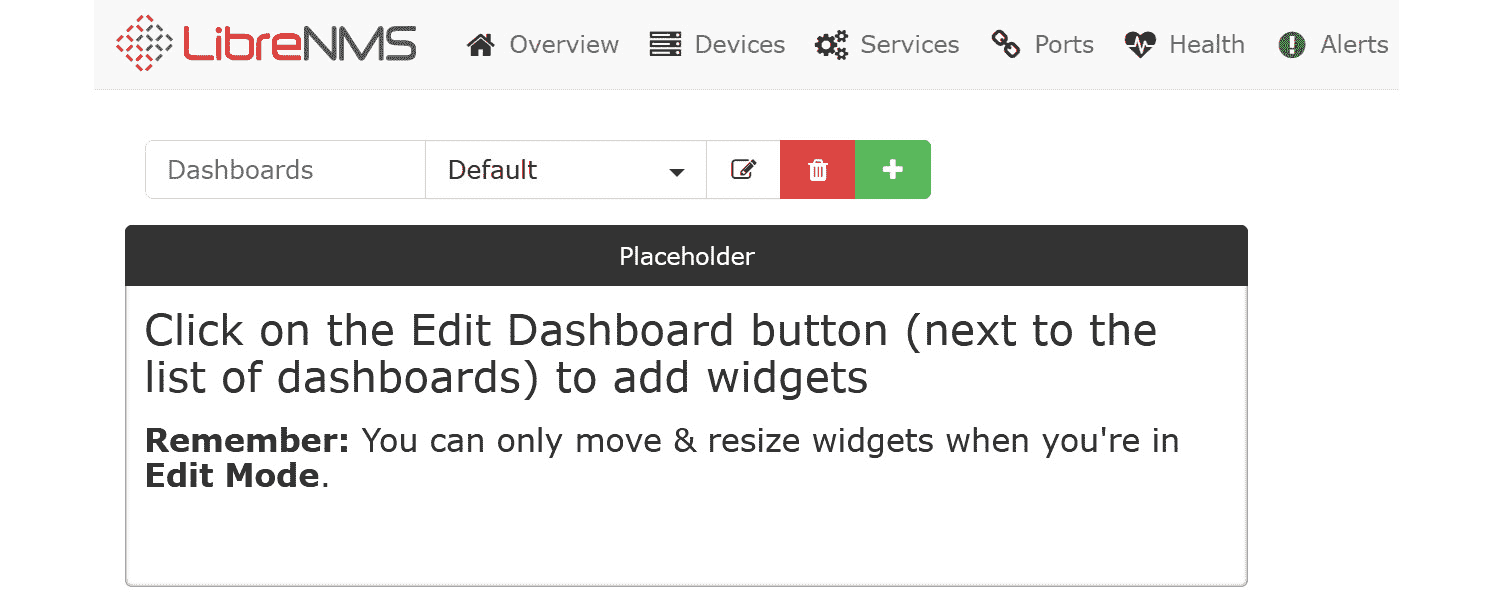 LibreNMS Overview Devices Services Ports Health Alerts
Dashboards Default
Placeholder
Click on the Edit Dashboard button (next to the
list of dashboards) to add widgets
Remember: You can only move & resize widgets when you're in
Edit Mode.